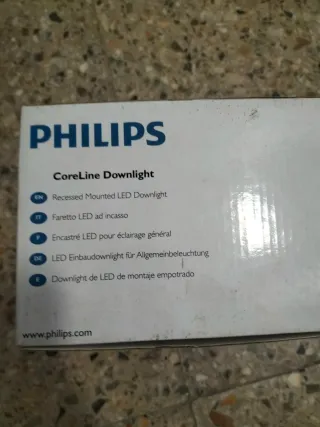 PHILIPS
CoreLine Downlight
EN Recessed Mounted LED Downlight
IT Faretto LED ad incasso
F Encastré LED pour éclairage général
DE LED Einbaudownlight für Allgemeinbeleuchtung
E Downlight de LED de montaje empotrado
www.philips.com